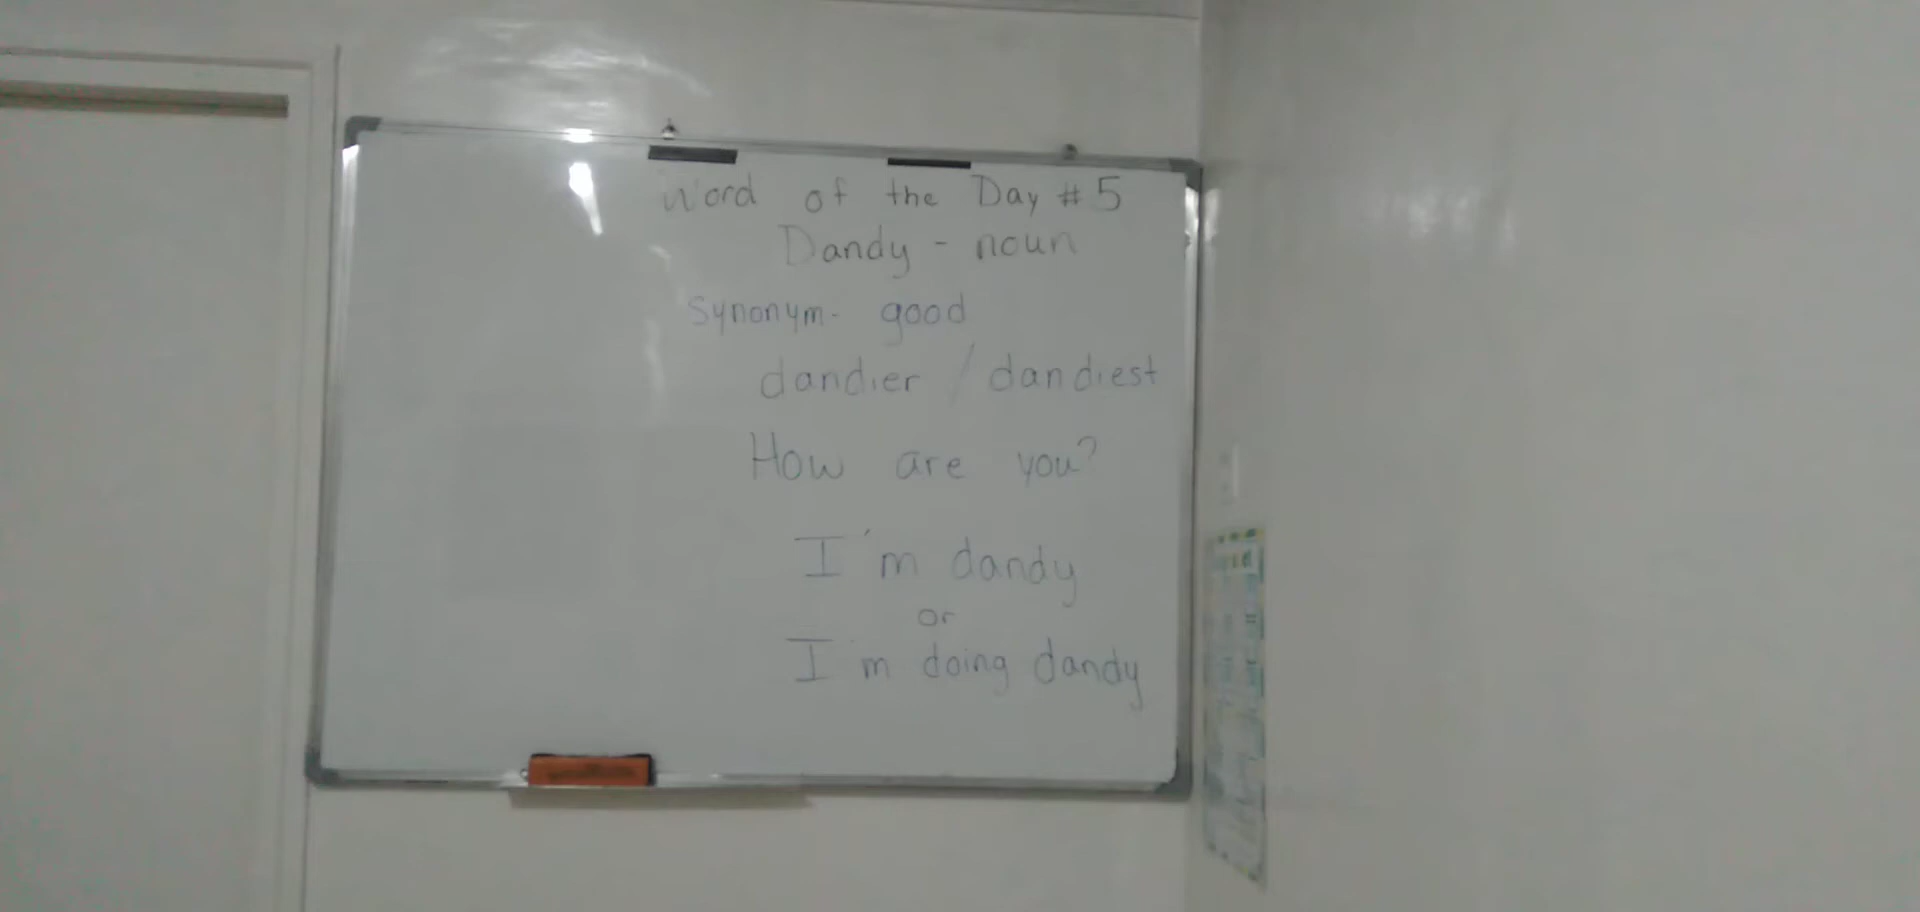 Word of the Day #5
Dandy - noun
Synonym- good
dandier / dandiest
How are you?
I'm dandy
or
I'm doing dandy